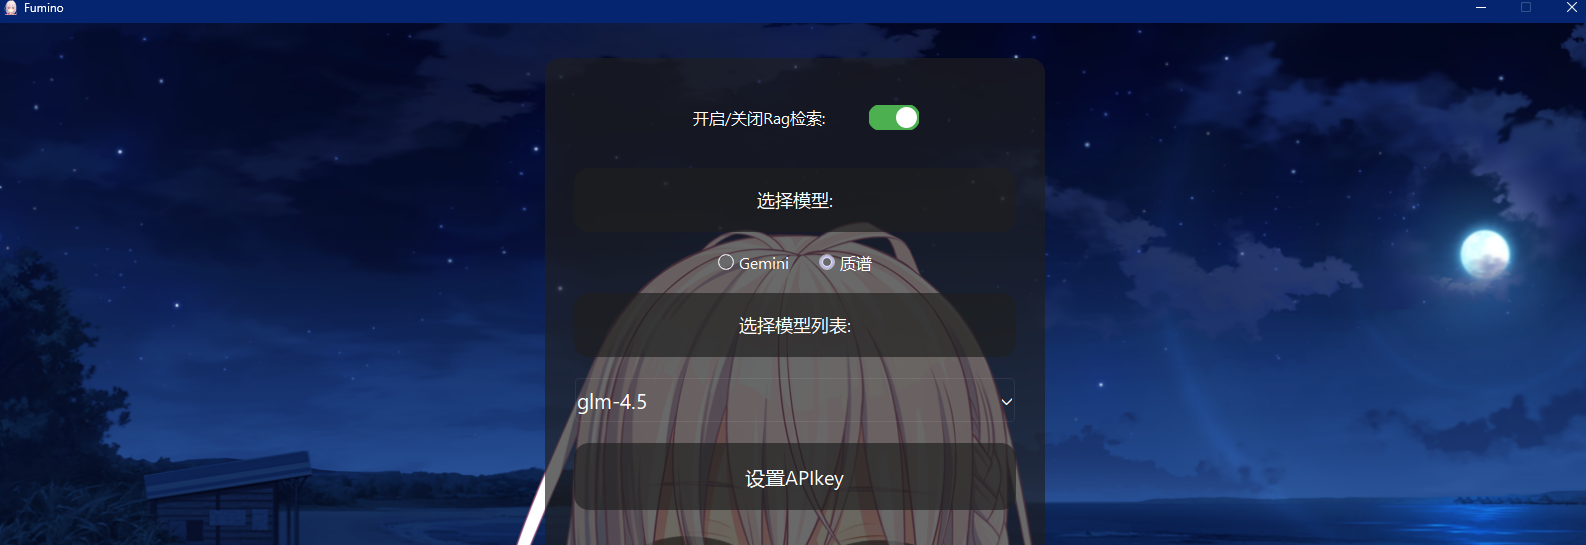 Fumino
开启/关闭Rag检索:
选择模型:
Gemini 质谱
选择模型列表:
glm-4.5
设置APIkey